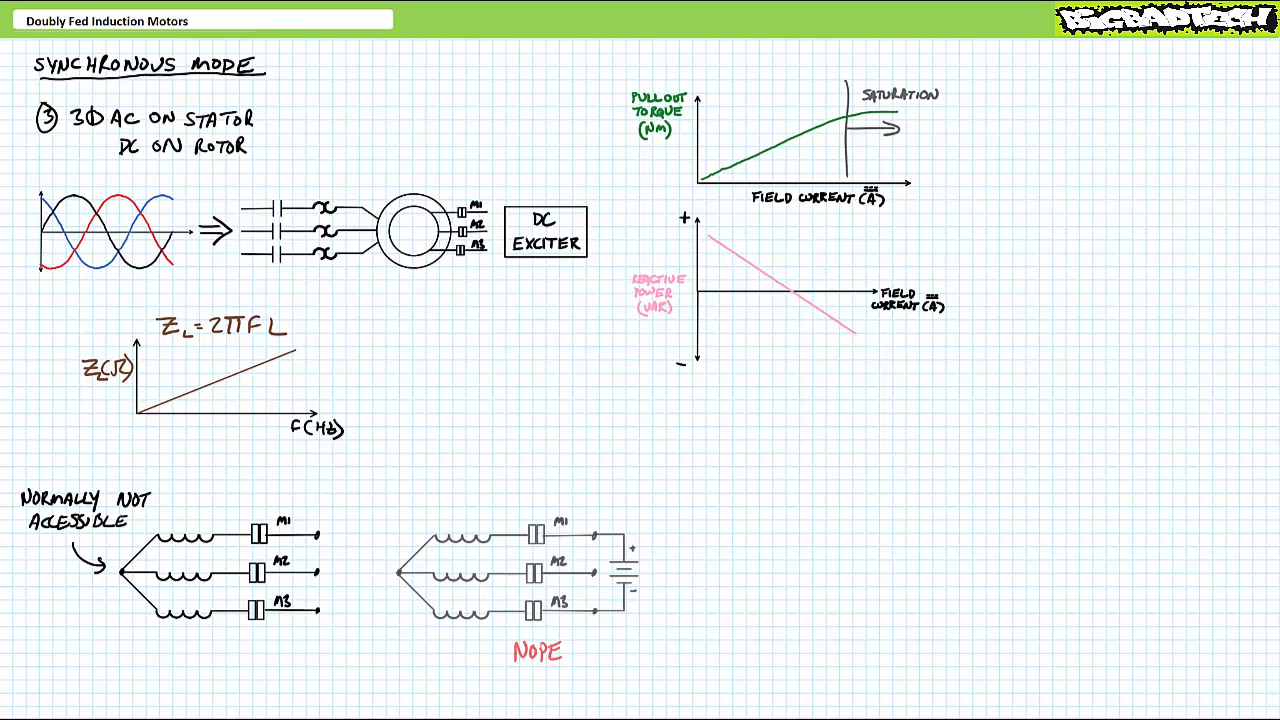 Doubly Fed Induction Motors
BIGBADTECH
SYNCHRONOUS MODE
3 3Φ AC ON STATOR
DC ON ROTOR
M1
M2
M3
DC
EXCITER
ZL = 2πFL
ZL(Ω)
F(Hz)
PULLOUT
TORQUE
(NM)
SATURATION
FIELD CURRENT (A)
+
REACTIVE
POWER
(VAR)
FIELD
CURRENT (A)
-
NORMALLY NOT
ACCESSIBLE
M1
M2
M3
M1
+
M2
-
M3
NOPE